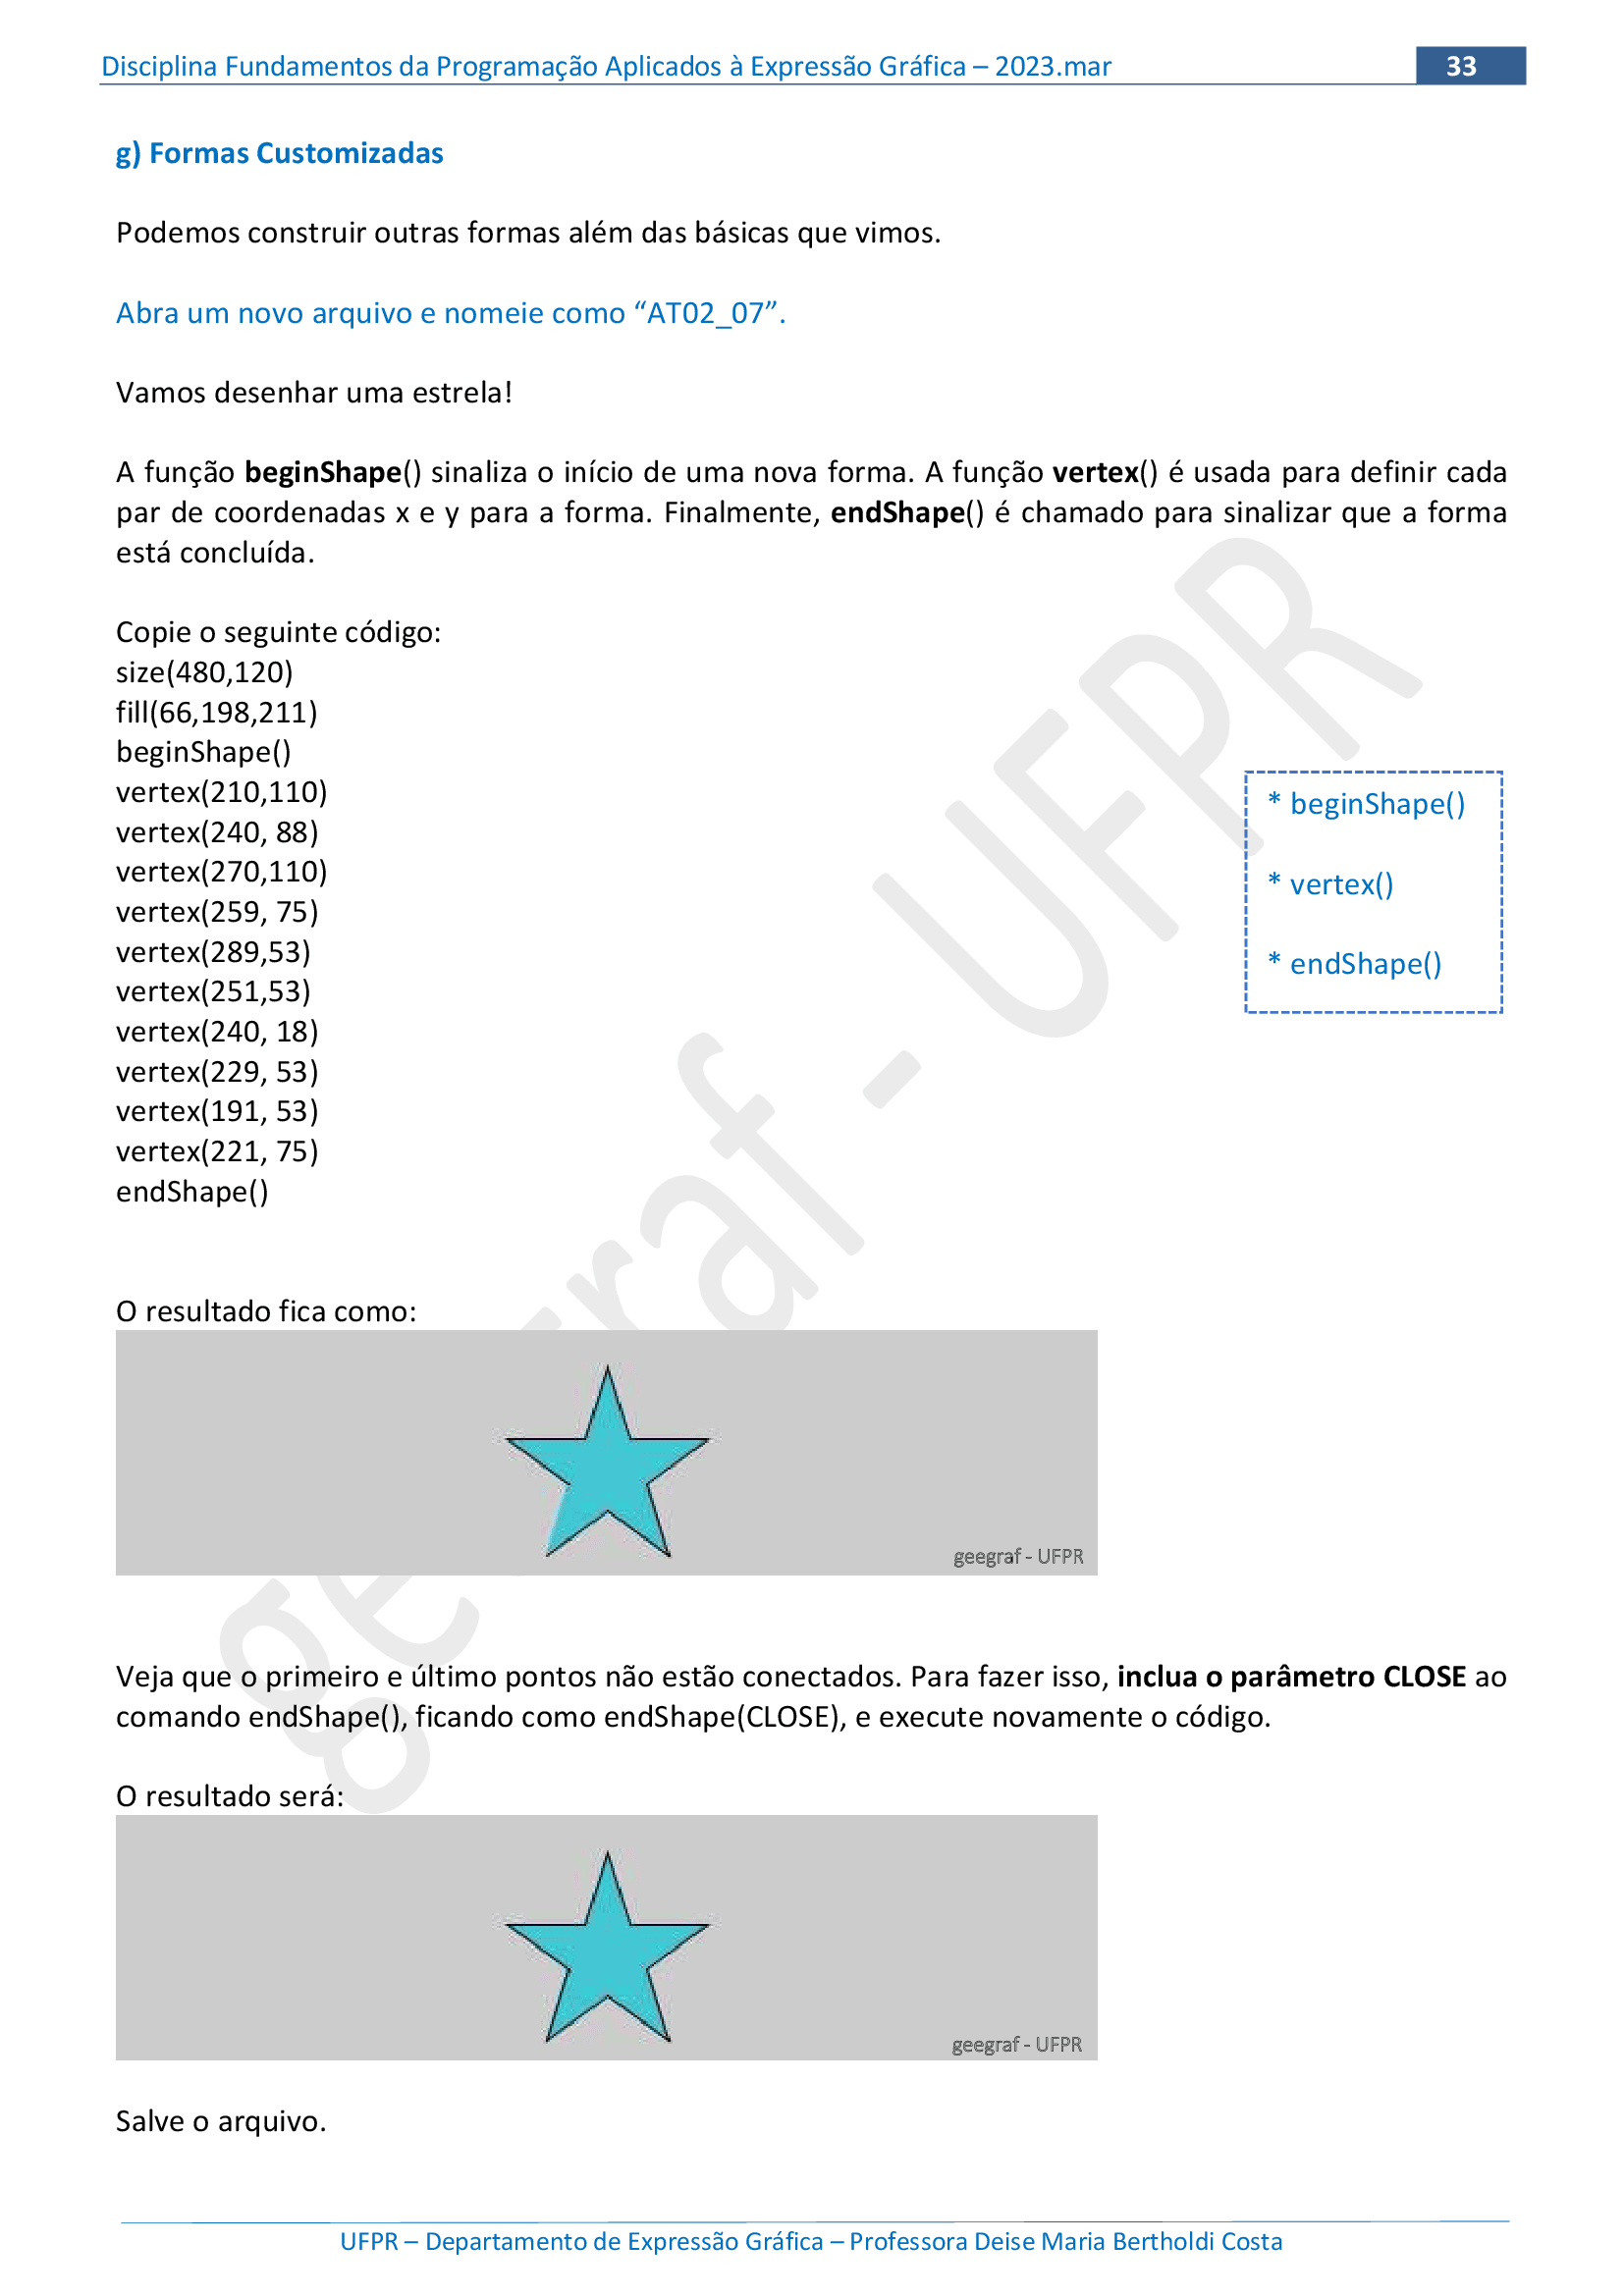 Disciplina Fundamentos da Programação Aplicados à Expressão Gráfica – 2023.mar
33
g) Formas Customizadas
Podemos construir outras formas além das básicas que vimos.
Abra um novo arquivo e nomeie como “AT02_07”.
Vamos desenhar uma estrela!
A função beginShape() sinaliza o início de uma nova forma. A função vertex() é usada para definir cada
par de coordenadas x e y para a forma. Finalmente, endShape() é chamado para sinalizar que a forma
está concluída.
Copie o seguinte código:
size(480,120)
fill(66,198,211)
beginShape()
vertex(210,110)
vertex(240, 88)
vertex(270,110)
vertex(259, 75)
vertex(289,53)
vertex(251,53)
vertex(240, 18)
vertex(229, 53)
vertex(191, 53)
vertex(221, 75)
endShape()
* beginShape()
* vertex()
* endShape()
O resultado fica como:
geegraf - UFPR
Veja que o primeiro e último pontos não estão conectados. Para fazer isso, inclua o parâmetro CLOSE ao
comando endShape(), ficando como endShape(CLOSE), e execute novamente o código.
O resultado será:
geegraf - UFPR
Salve o arquivo.
UFPR – Departamento de Expressão Gráfica – Professora Deise Maria Bertholdi Costa